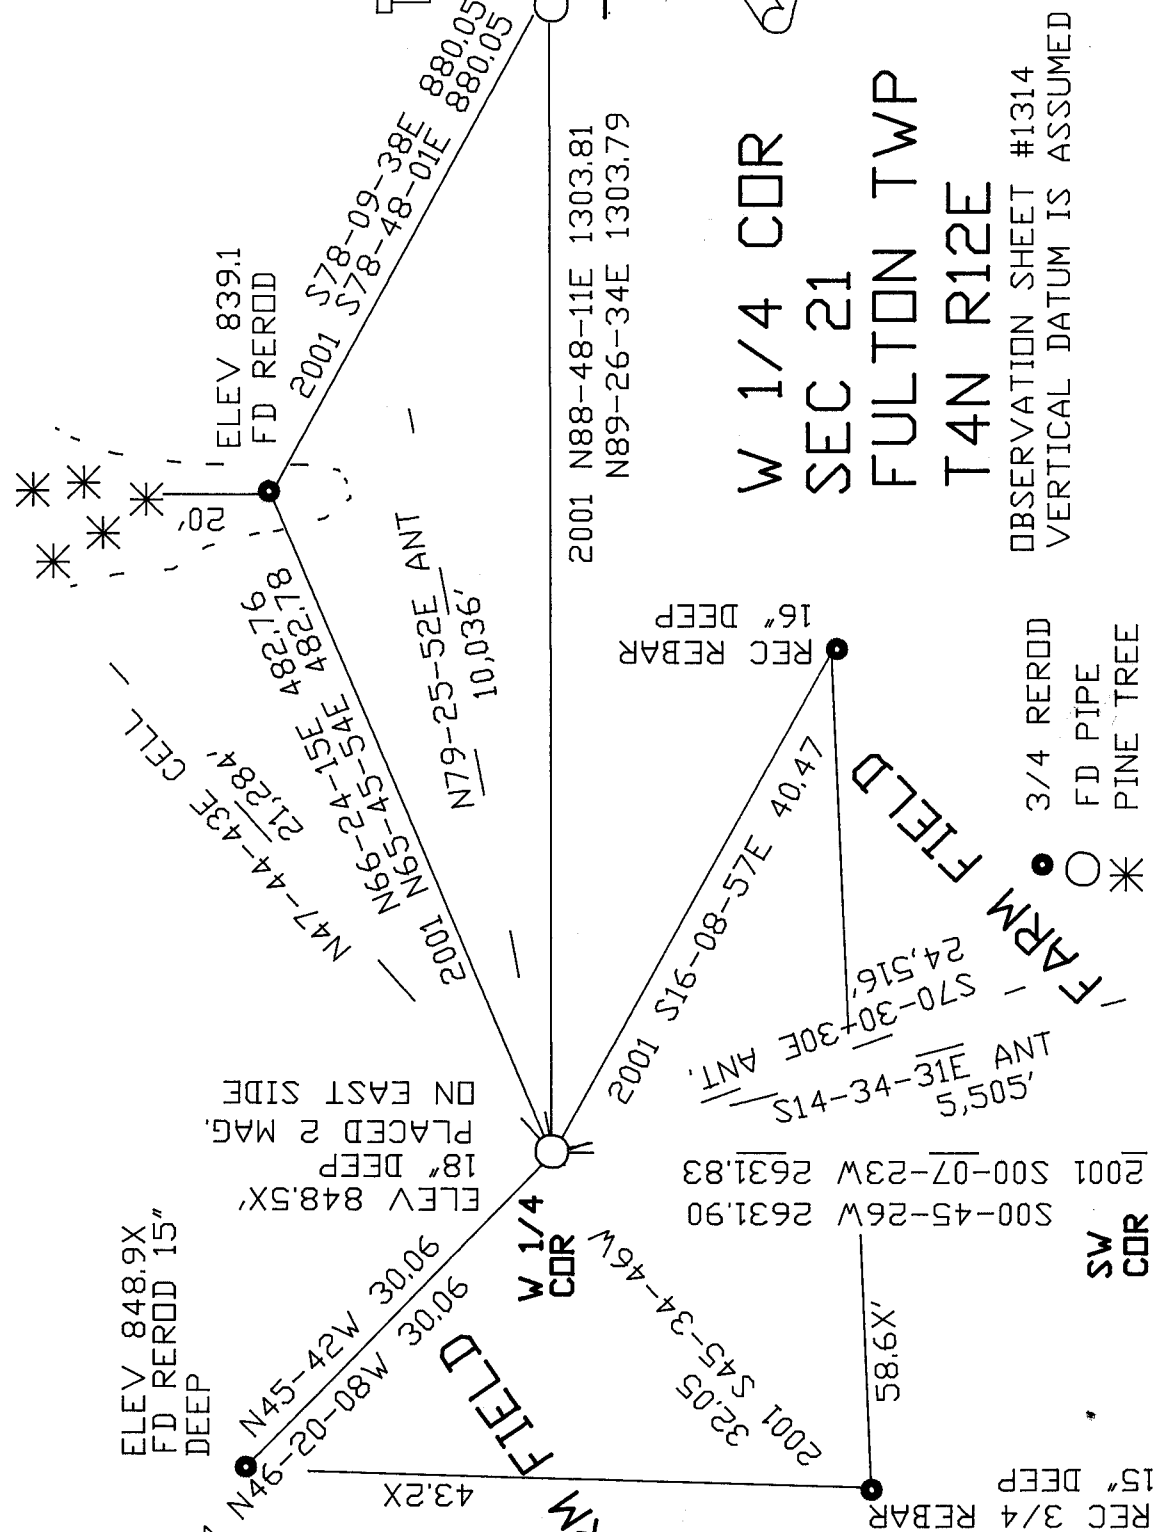 ELEV 848.9X
FD REROD 15"
DEEP
N45-42W 30.06
N46-20-08W 30.06
ELEV 848.5X'
18" DEEP
PLACED 2 MAG.
ON EAST SIDE
W 1/4
COR
N47-44-43E CELL
21,284'
N66-24-15E 482.76
2001 N65-45-54E 482.78
20'
ELEV 839.1
FD REROD
S78-09-38E 880.05
2001 S78-48-01E 880.05
N79-25-52E ANT
10,036'
2001 N88-48-11E 1303.81
N89-26-34E 1303.79
REC REBAR
16" DEEP
2001 S16-08-57E 40.47
S70-30-30E ANT.
24,516'
S14-34-31E ANT
5,505'
2001 S00-07-23W 2631.83
S00-45-26W 2631.90
SW
COR
2001 S45-34-46W
32.05
58.6X'
43.2X
REC 3/4 REBAR
15" DEEP
FIELD
FARM FIELD
W 1/4 COR
SEC 21
FULTON TWP
T4N R12E
OBSERVATION SHEET #1314
VERTICAL DATUM IS ASSUMED
3/4 REROD
FD PIPE
PINE TREE